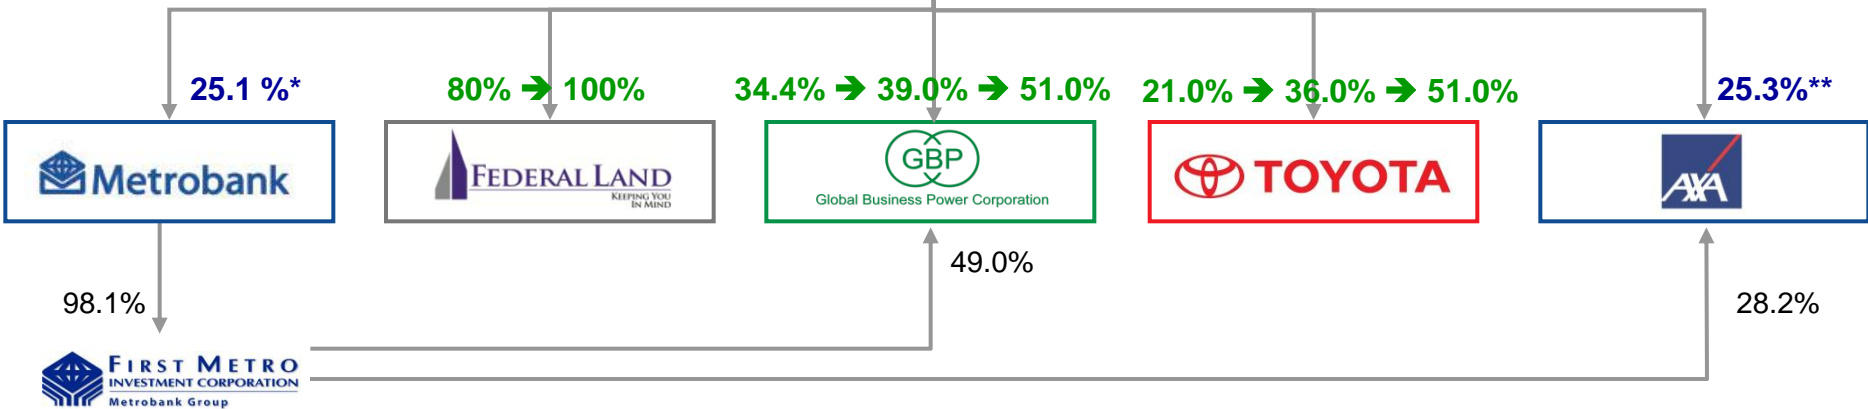 25.1 %*
80% ➔ 100%
34.4% ➔ 39.0% ➔ 51.0%
21.0% ➔ 36.0% ➔ 51.0%
25.3%**
Metrobank
FEDERAL LAND
KEEPING YOU
IN MIND
GBP
Global Business Power Corporation
TOYOTA
AXA
98.1%
49.0%
28.2%
FIRST METRO
INVESTMENT CORPORATION
Metrobank Group